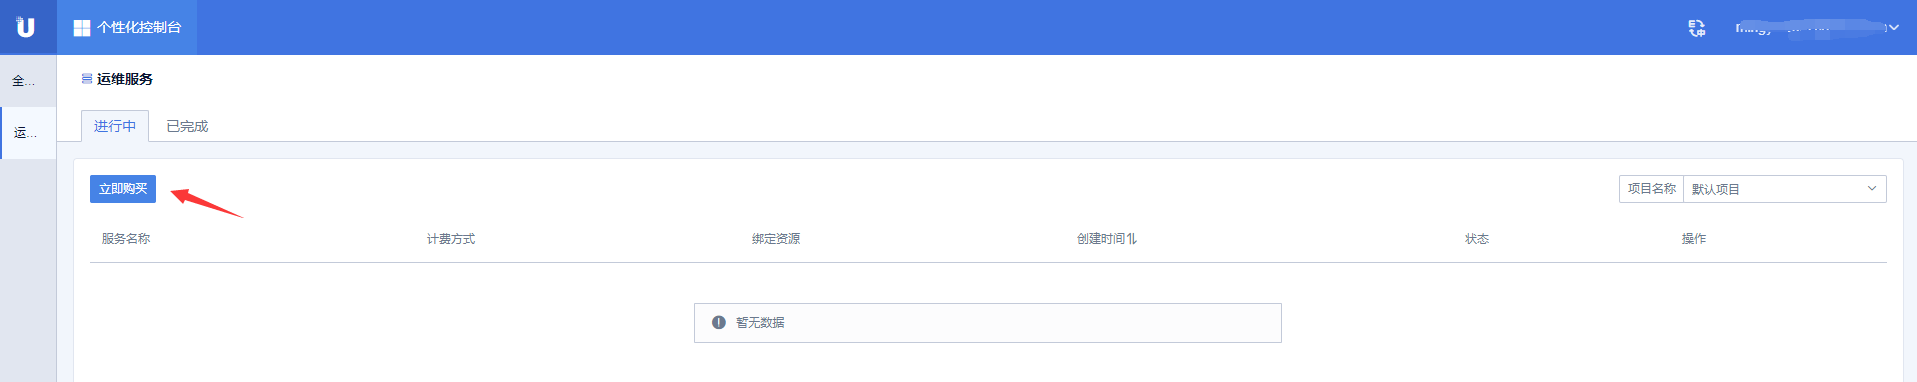 U 个性化控制台
全...
运...
运维服务
进行中 已完成
立即购买 项目名称 默认项目
服务名称 计费方式 绑定资源 创建时间 状态 操作
暂无数据